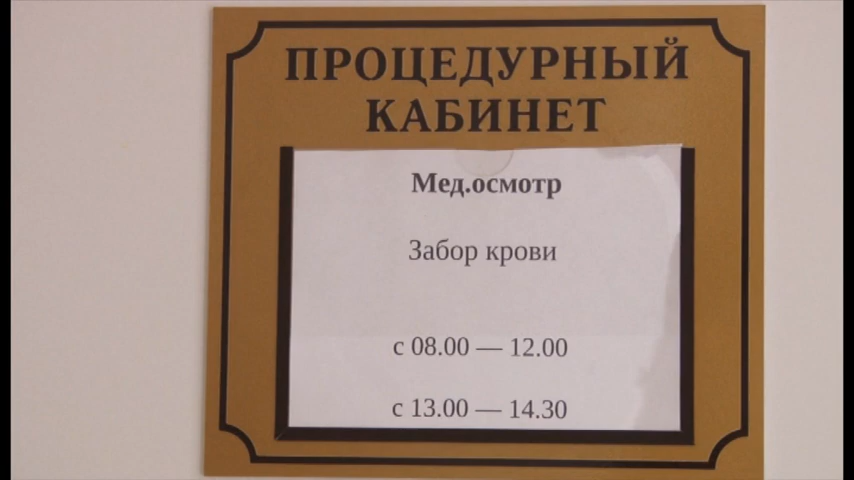 ПРОЦЕДУРНЫЙ
КАБИНЕТ
Мед.осмотр
Забор крови
с 08.00 — 12.00
с 13.00 — 14.30